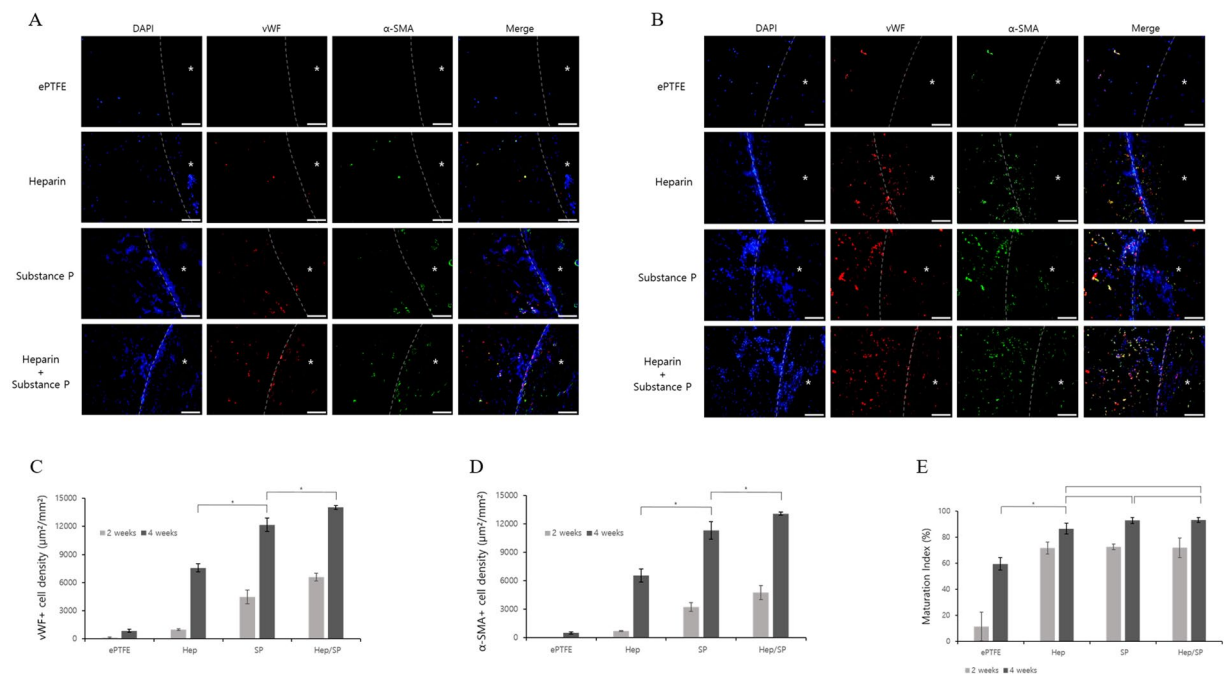 A
DAPI vWF α-SMA Merge
ePTFE
*
*
*
*
Heparin
*
*
*
*
Substance P
*
*
*
*
Heparin
+
Substance P
*
*
*
*
B
DAPI vWF α-SMA Merge
ePTFE
*
*
*
*
Heparin
*
*
*
*
Substance P
*
*
*
*
Heparin
+
Substance P
*
*
*
*
C
vWF+ cell density (µm²/mm²)
15000
12000
9000
6000
3000
0
2 weeks 4 weeks
*
*
ePTFE Hep SP Hep/SP
D
α-SMA+ cell density (µm²/mm²)
15000
12000
9000
6000
3000
0
2 weeks 4 weeks
*
*
ePTFE Hep SP Hep/SP
E
Maturation Index (%)
100
80
60
40
20
0
*
ePTFE Hep SP Hep/SP
2 weeks 4 weeks